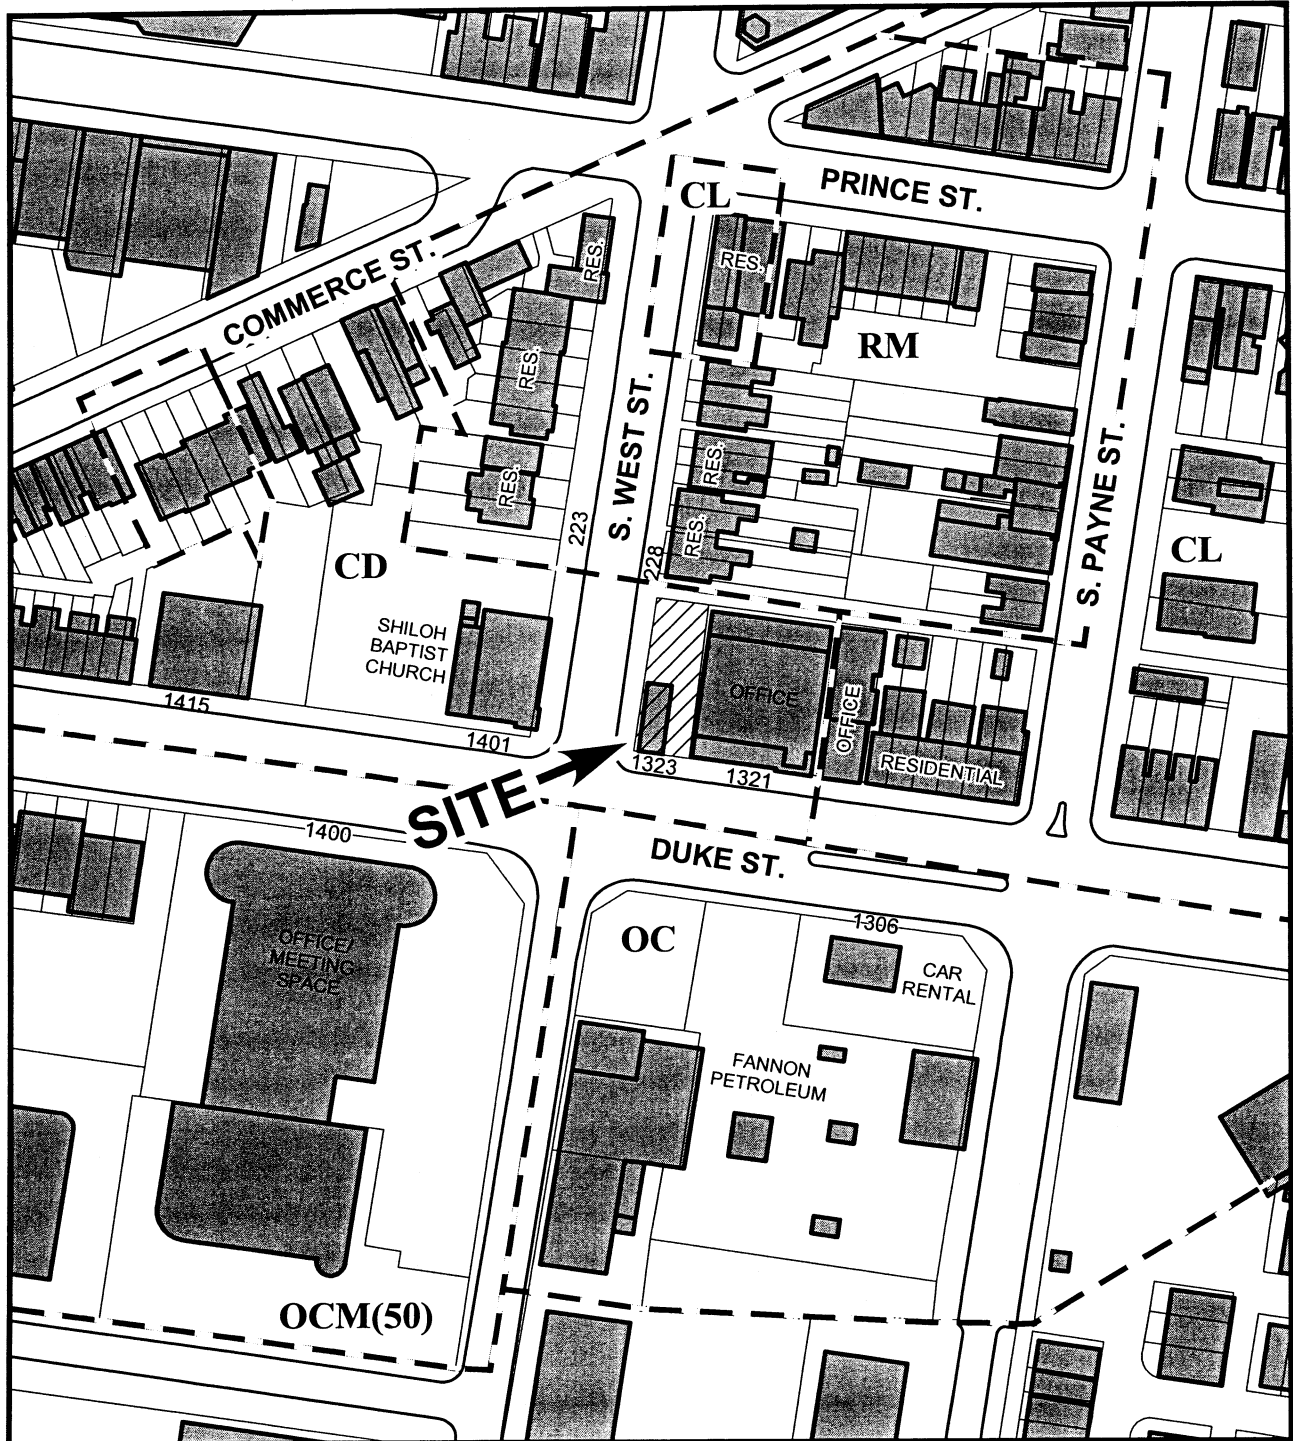 PRINCE ST.
CL
RES.
RES.
COMMERCE ST.
RM
RES.
S. WEST ST.
RES.
RES.
RES.
S. PAYNE ST.
223
228
CD
CL
SHILOH
BAPTIST
CHURCH
OFFICE
OFFICE
1415
1401
1323
1321
RESIDENTIAL
SITE
1400
DUKE ST.
1306
OC
OFFICE/
MEETING
SPACE
CAR
RENTAL
FANNON
PETROLEUM
OCM(50)